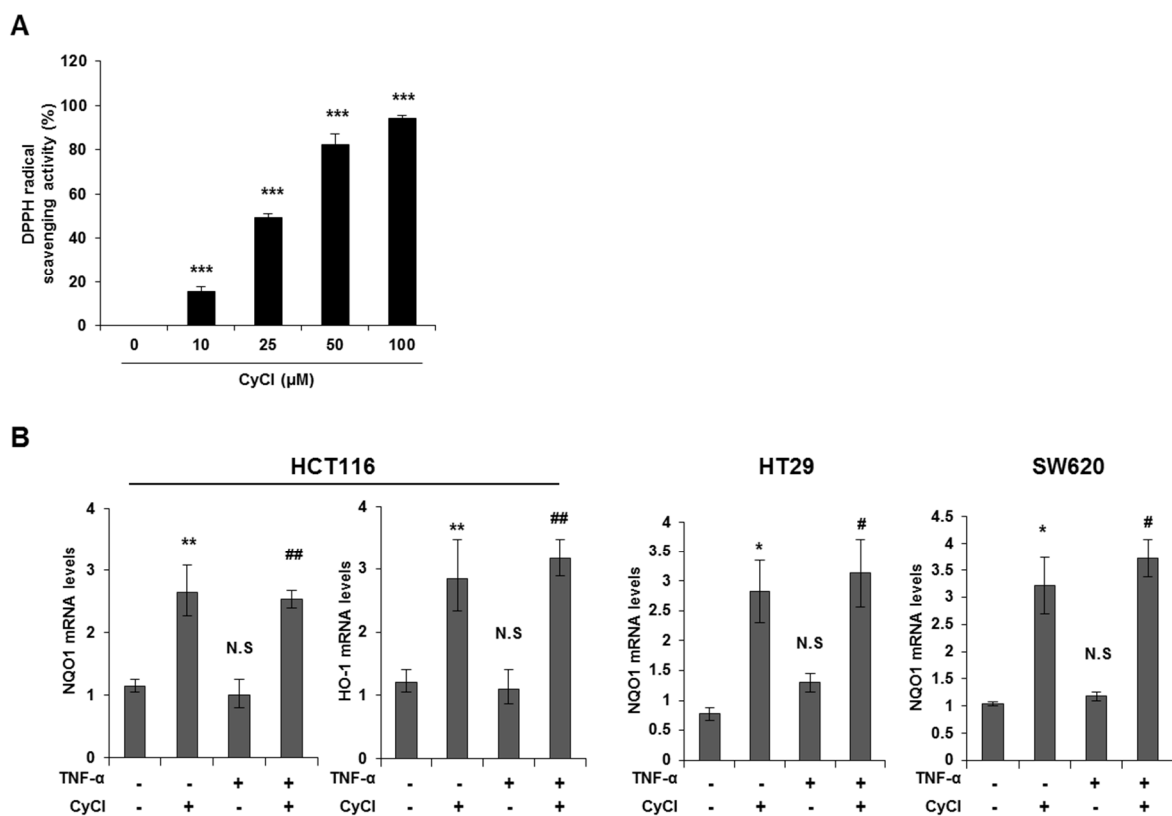 A
DPPH radical
scavenging activity (%)
120
100
80
60
40
20
0
***
***
***
***
0 10 25 50 100
CyCl (μM)
B
HCT116 HT29 SW620
NQO1 mRNA levels
4
3
2
1
0
**
N.S
##
TNF-α - - + +
CyCl - + - +
HO-1 mRNA levels
4
3
2
1
0
**
N.S
##
- - + +
CyCl - + - +
NQO1 mRNA levels
4
3.5
3
2.5
2
1.5
1
0.5
0
*
N.S
#
TNF-α - - + +
CyCl - + - +
NQO1 mRNA levels
4.5
4
3.5
3
2.5
2
1.5
1
0.5
0
*
N.S
#
- - + +
CyCl - + - +